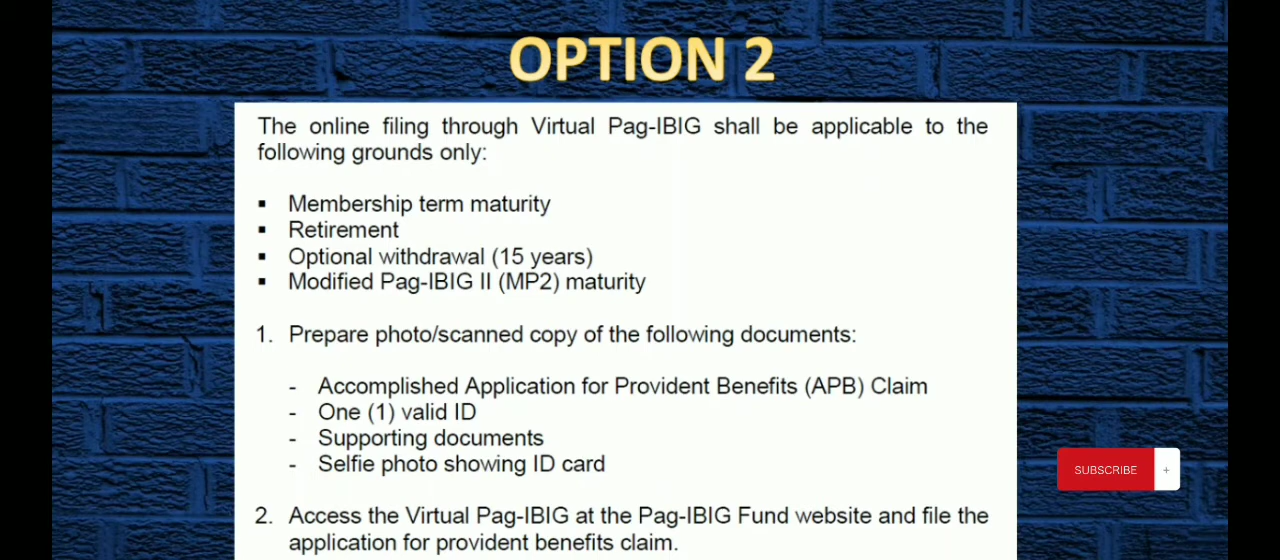 OPTION 2
The online filing through Virtual Pag-IBIG shall be applicable to the
following grounds only:
▪ Membership term maturity
▪ Retirement
▪ Optional withdrawal (15 years)
▪ Modified Pag-IBIG II (MP2) maturity
1. Prepare photo/scanned copy of the following documents:
- Accomplished Application for Provident Benefits (APB) Claim
- One (1) valid ID
- Supporting documents
- Selfie photo showing ID card
SUBSCRIBE +
2. Access the Virtual Pag-IBIG at the Pag-IBIG Fund website and file the
application for provident benefits claim.